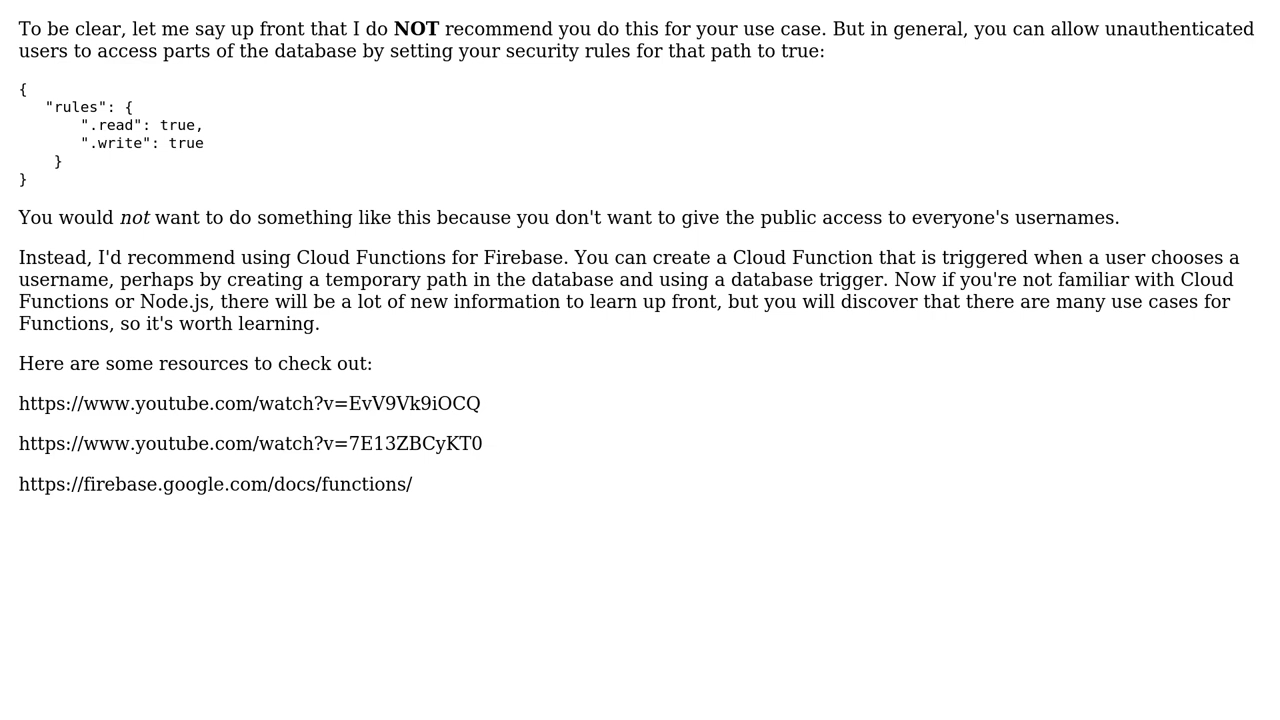 To be clear, let me say up front that I do NOT recommend you do this for your use case. But in general, you can allow unauthenticated
users to access parts of the database by setting your security rules for that path to true:
{
   "rules": {
       ".read": true,
       ".write": true
    }
}
You would not want to do something like this because you don't want to give the public access to everyone's usernames.
Instead, I'd recommend using Cloud Functions for Firebase. You can create a Cloud Function that is triggered when a user chooses a
username, perhaps by creating a temporary path in the database and using a database trigger. Now if you're not familiar with Cloud
Functions or Node.js, there will be a lot of new information to learn up front, but you will discover that there are many use cases for
Functions, so it's worth learning.
Here are some resources to check out:
https://www.youtube.com/watch?v=EvV9Vk9iOCQ
https://www.youtube.com/watch?v=7E13ZBCyKT0
https://firebase.google.com/docs/functions/